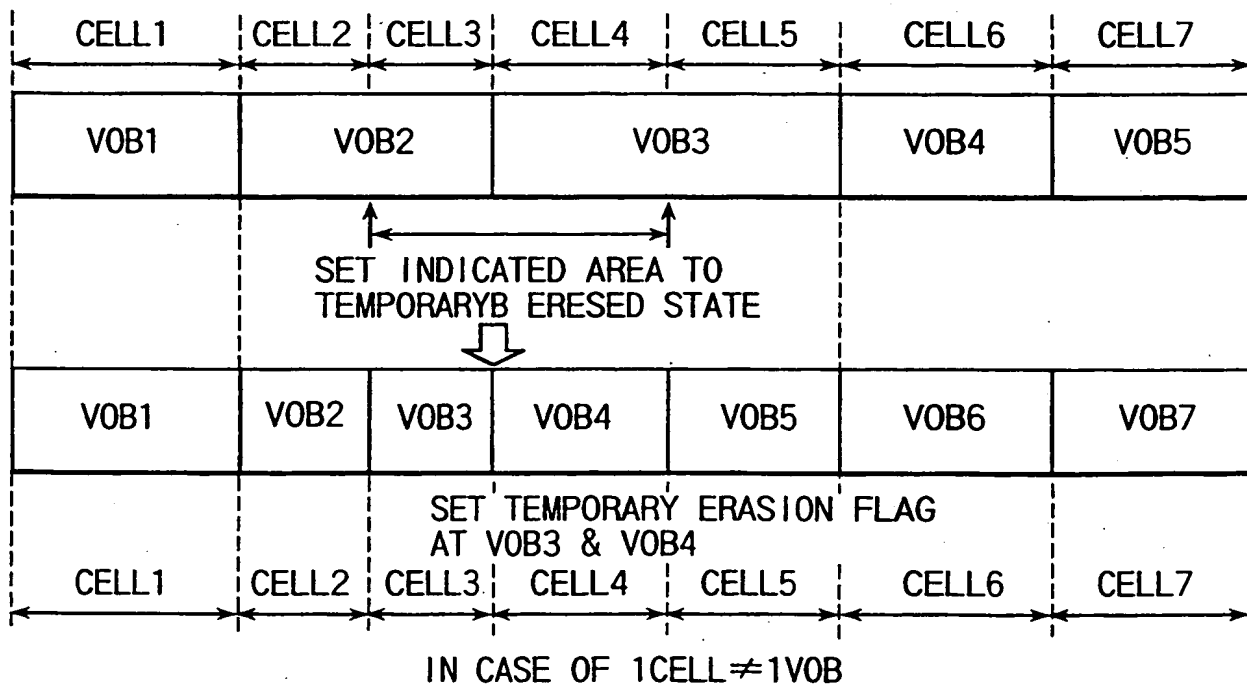 CELL1 CELL2 CELL3 CELL4 CELL5 CELL6 CELL7
VOB1 VOB2 VOB3 VOB4 VOB5
SET INDICATED AREA TO
TEMPORARYB ERESED STATE
VOB1 VOB2 VOB3 VOB4 VOB5 VOB6 VOB7
SET TEMPORARY ERASION FLAG
AT VOB3 & VOB4
CELL1 CELL2 CELL3 CELL4 CELL5 CELL6 CELL7
IN CASE OF 1CELL≠1VOB